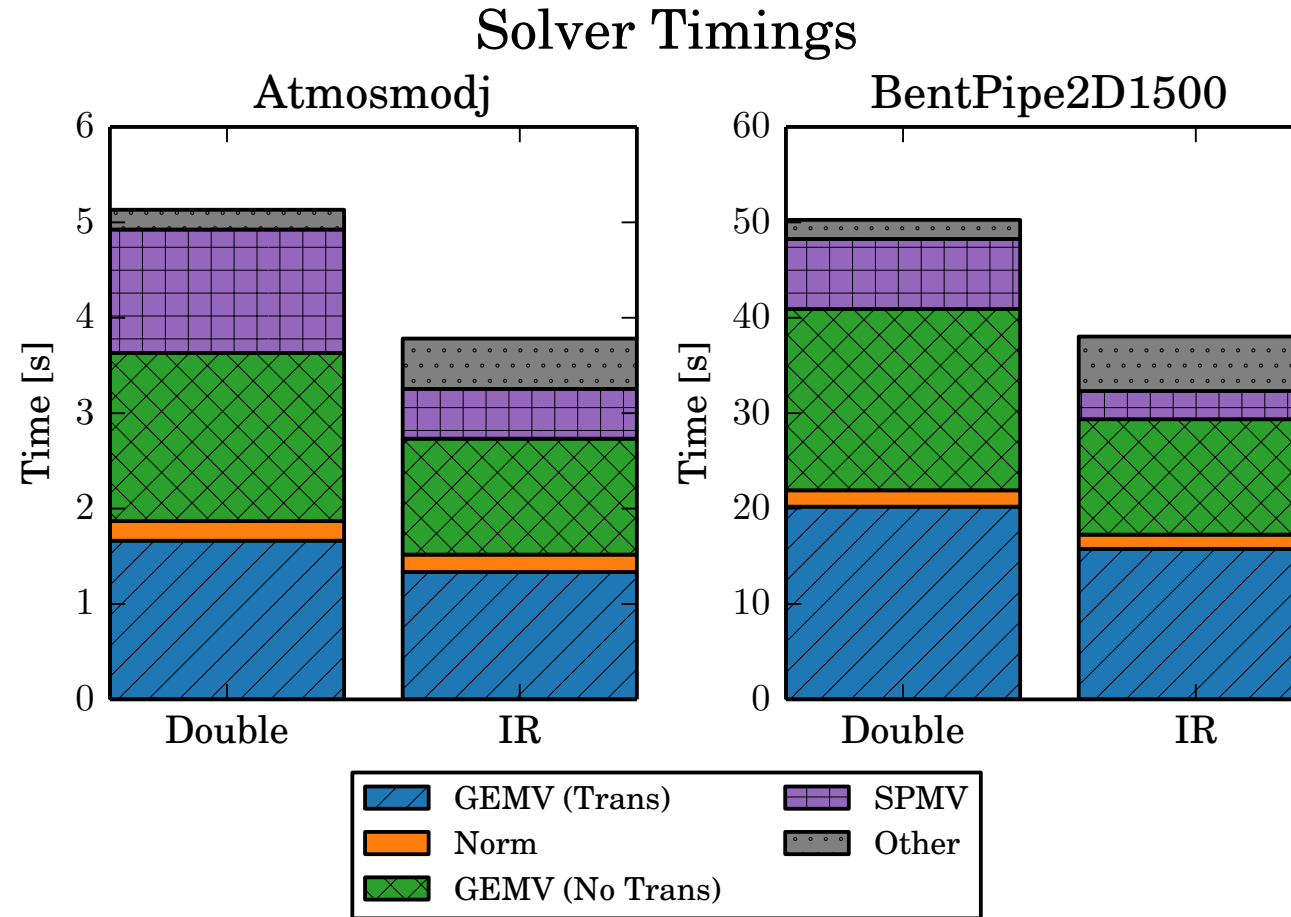 Solver Timings
Atmosmodj
BentPipe2D1500
6
5
4
3
2
1
0
Time [s]
Double
IR
60
50
40
30
20
10
0
Time [s]
Double
IR
GEMV (Trans)
Norm
GEMV (No Trans)
SPMV
Other